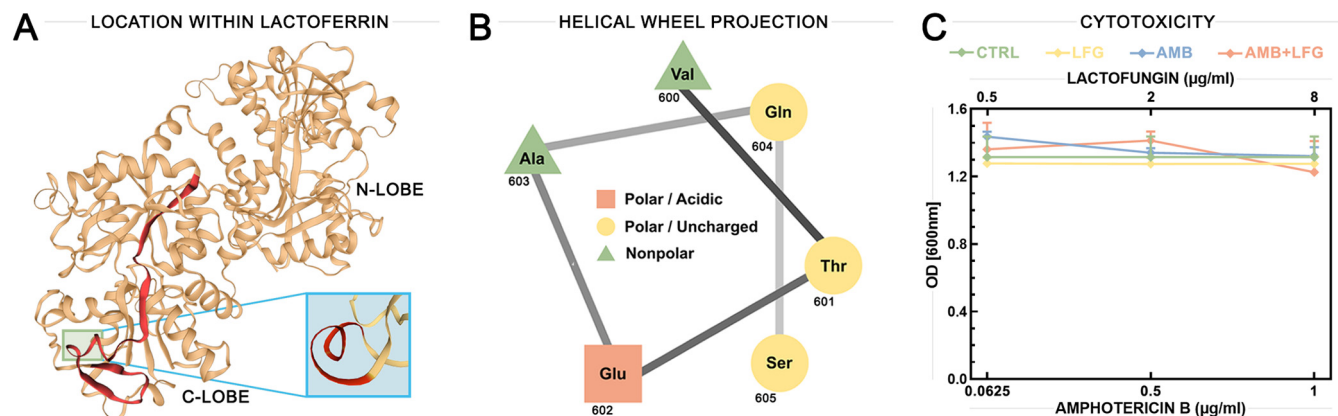 A
LOCATION WITHIN LACTOFERRIN
N-LOBE
C-LOBE
B
HELICAL WHEEL PROJECTION
Val
600
Gln
604
Ala
603
Polar / Acidic
Polar / Uncharged
Nonpolar
Thr
601
Glu
602
Ser
605
C
CYTOTOXICITY
CTRL LFG AMB AMB+LFG
LACTOFUNGIN (µg/ml)
0.5 2 8
OD [600nm]
1.6
1.2
0.8
0.4
0.0
0.0625 0.5 1
AMPHOTERICIN B (µg/ml)